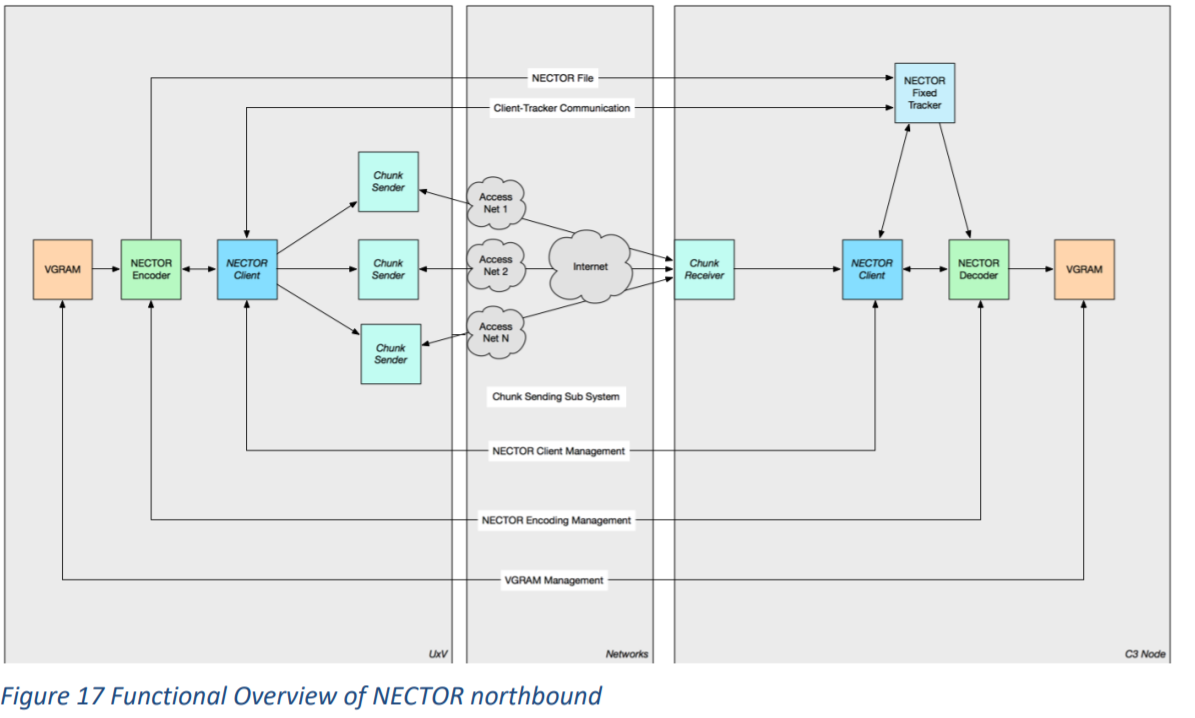 NECTOR File
Client-Tracker Communication
NECTOR
Fixed
Tracker
Chunk
Sender
Access
Net 1
VGRAM
NECTOR
Encoder
NECTOR
Client
Chunk
Sender
Access
Net 2
Internet
Chunk
Receiver
NECTOR
Client
NECTOR
Decoder
VGRAM
Chunk
Sender
Access
Net N
Chunk Sending Sub System
NECTOR Client Management
NECTOR Encoding Management
VGRAM Management
UxV
Networks
C3 Node
Figure 17 Functional Overview of NECTOR northbound